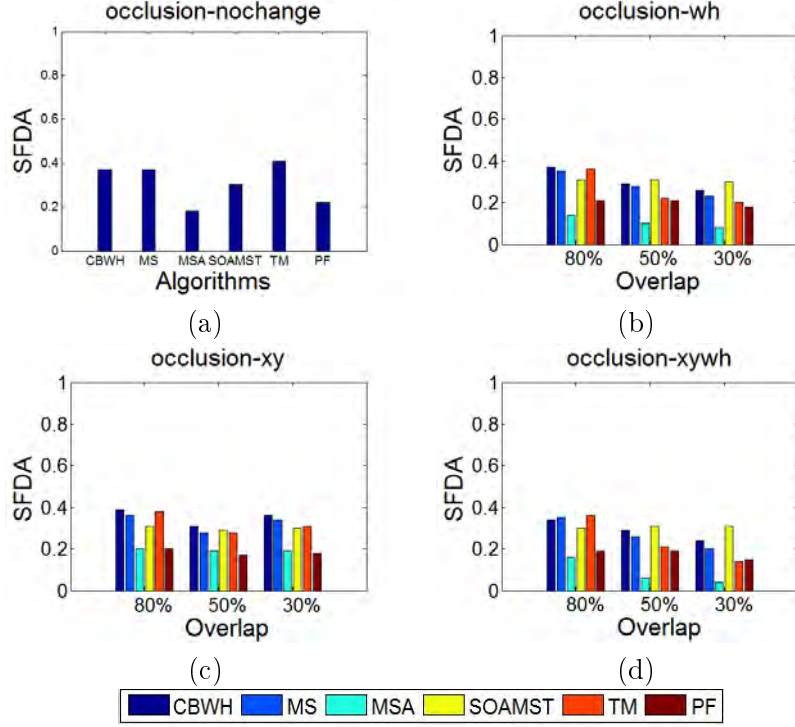 occlusion-nochange
1
0.8
0.6
0.4
0.2
0
SFDA
CBWH MS MSA SOAMST TM PF
Algorithms
(a)
occlusion-wh
1
0.8
0.6
0.4
0.2
0
SFDA
80% 50% 30%
Overlap
(b)
occlusion-xy
1
0.8
0.6
0.4
0.2
0
SFDA
80% 50% 30%
Overlap
(c)
occlusion-xywh
1
0.8
0.6
0.4
0.2
0
SFDA
80% 50% 30%
Overlap
(d)
CBWH MS MSA SOAMST TM PF